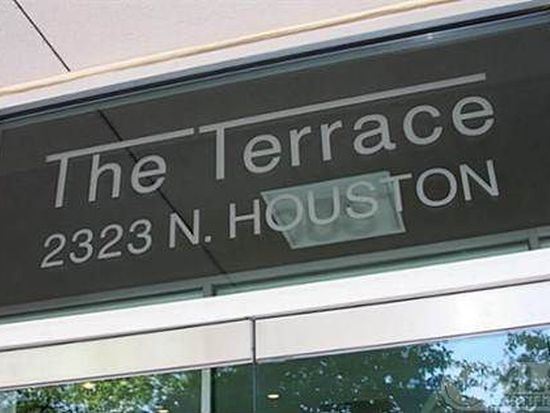 The Terrace
2323 N. HOUSTON